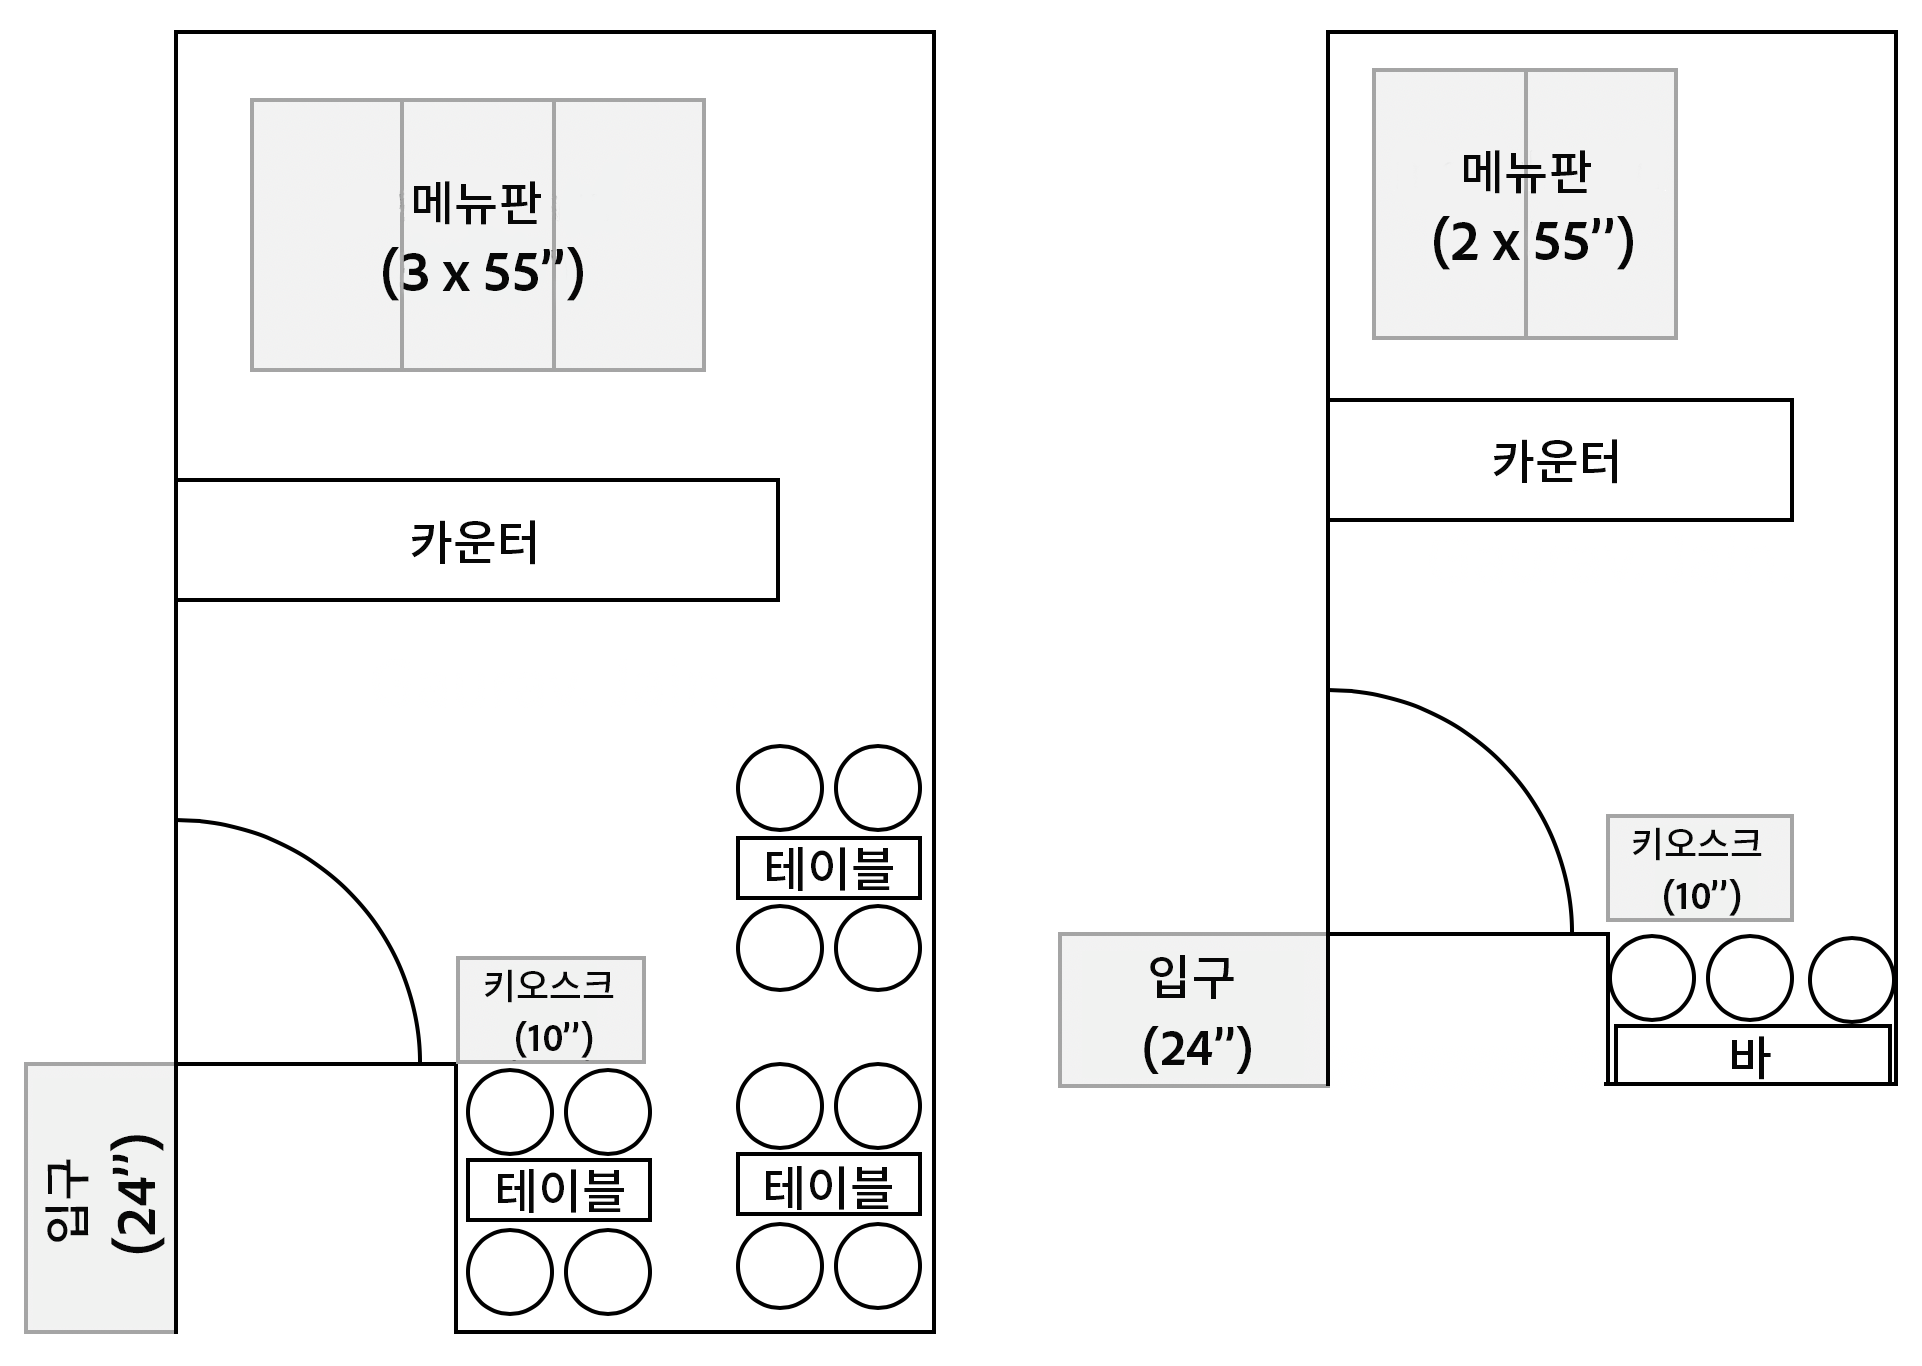 메뉴판
(3 x 55”)
카운터
테이블
키오스크
(10”)
테이블
테이블
입구
(24”)
메뉴판
(2 x 55”)
카운터
키오스크
(10”)
입구
(24”)
바